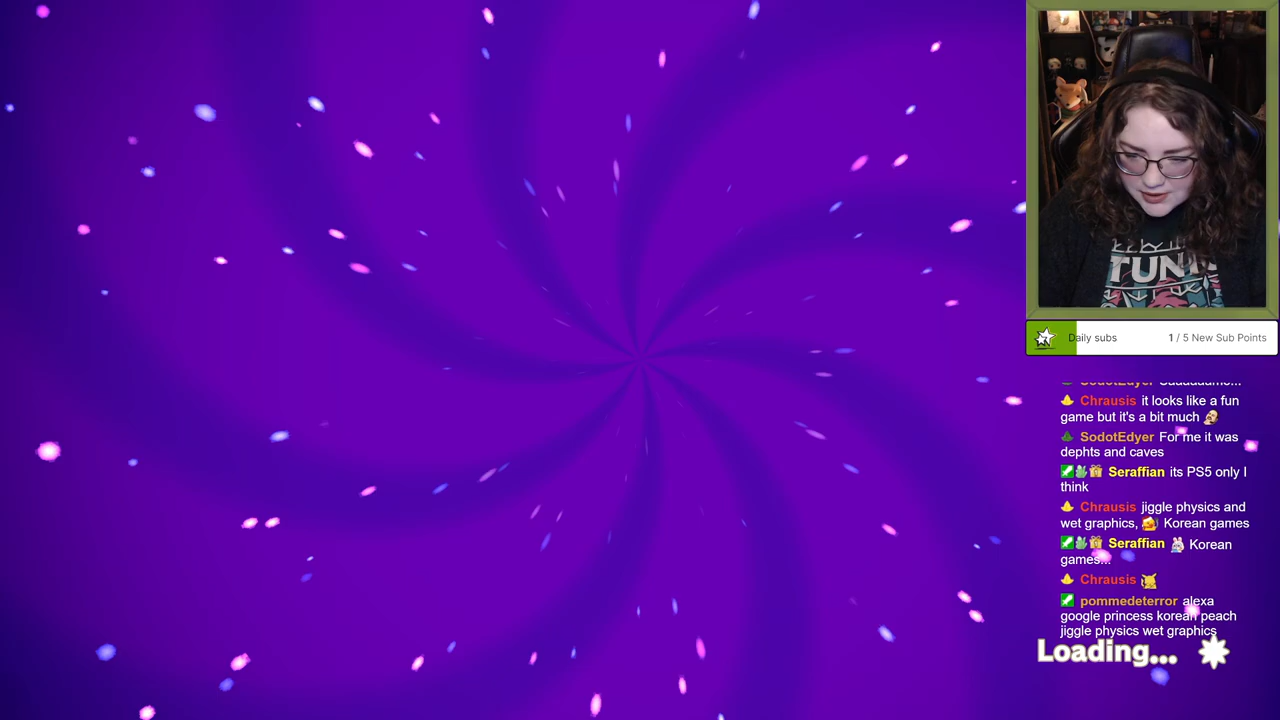 TUN
Daily subs
1 / 5 New Sub Points
Chrausis it looks like a fun
game but it's a bit much
SodotEdyer For me it was
dephts and caves
Seraffian its PS5 only I
think
Chrausis jiggle physics and
wet graphics, Korean games
Seraffian Korean
games...
Chrausis
pommedeterror alexa
google princess korean peach
jiggle physics wet graphics
Loading...